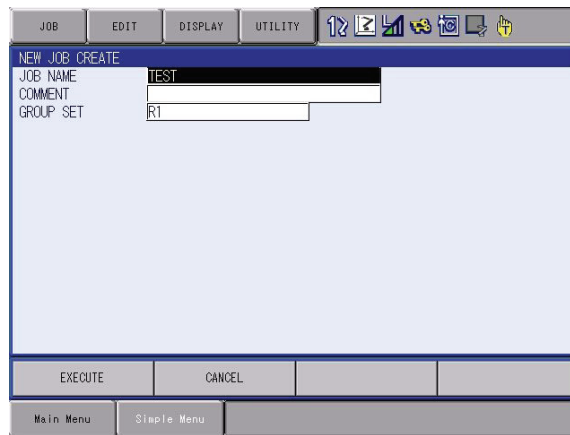 JOB EDIT DISPLAY UTILITY
NEW JOB CREATE
JOB NAME TEST
COMMENT
GROUP SET R1
EXECUTE CANCEL
Main Menu Simple Menu